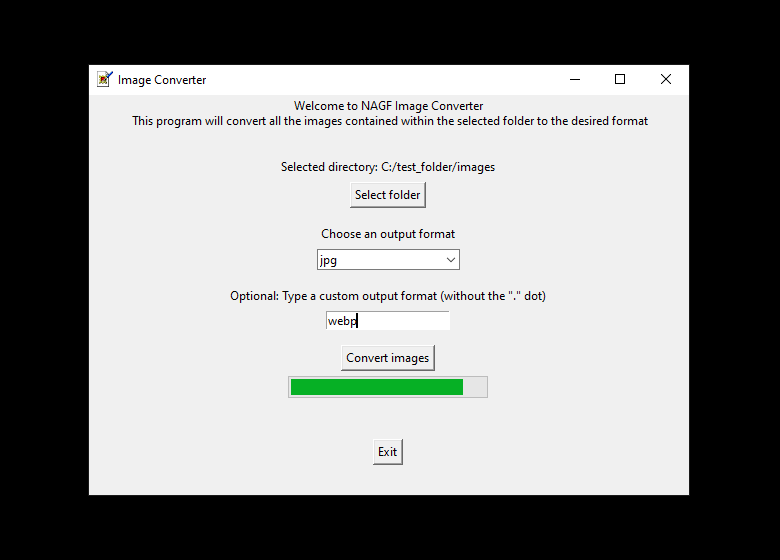 Image Converter
Welcome to NAGF Image Converter
This program will convert all the images contained within the selected folder to the desired format
Selected directory: C:/test_folder/images
Select folder
Choose an output format
jpg
Optional: Type a custom output format (without the "." dot)
webp
Convert images
Exit